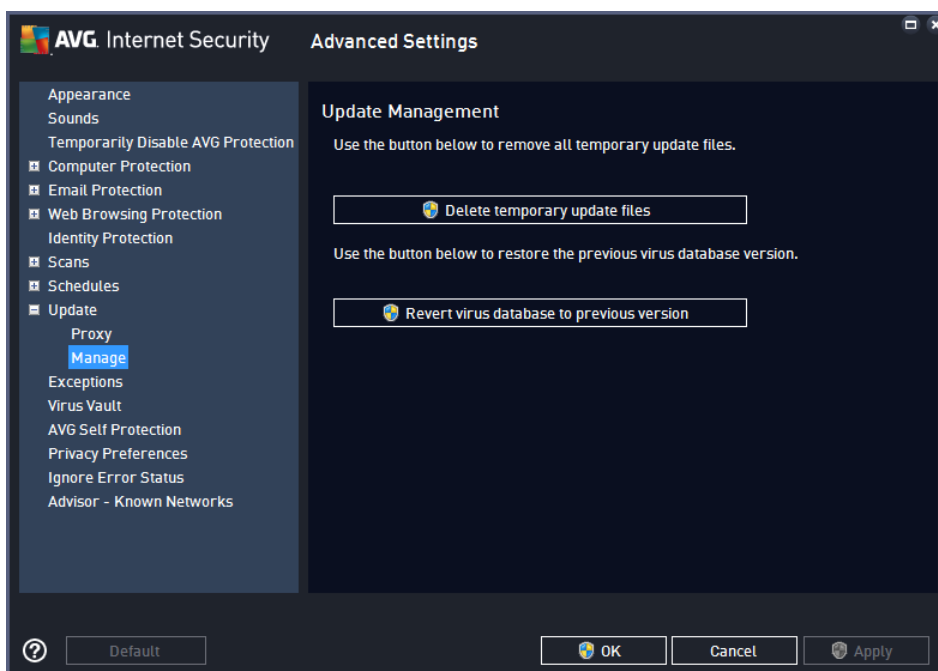 AVG. Internet Security
Advanced Settings
Appearance
Sounds
Temporarily Disable AVG Protection
Computer Protection
Email Protection
Web Browsing Protection
Identity Protection
Scans
Schedules
Update
Proxy
Manage
Exceptions
Virus Vault
AVG Self Protection
Privacy Preferences
Ignore Error Status
Advisor - Known Networks
Update Management
Use the button below to remove all temporary update files.
Delete temporary update files
Use the button below to restore the previous virus database version.
Revert virus database to previous version
? Default
OK
Cancel
Apply